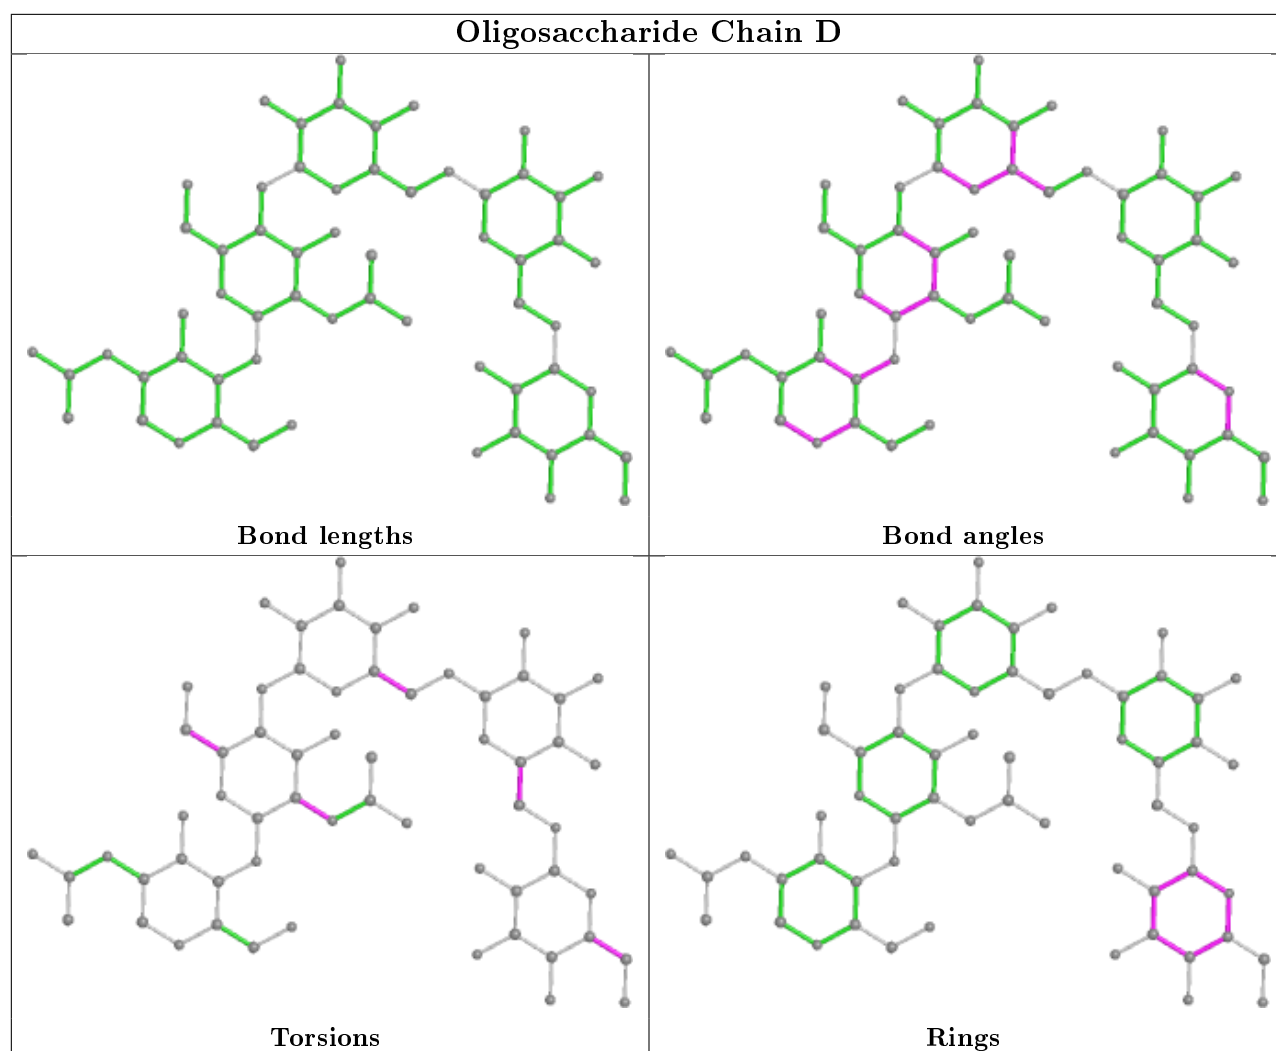 Oligosaccharide Chain D
Bond lengths
Bond angles
Torsions
Rings